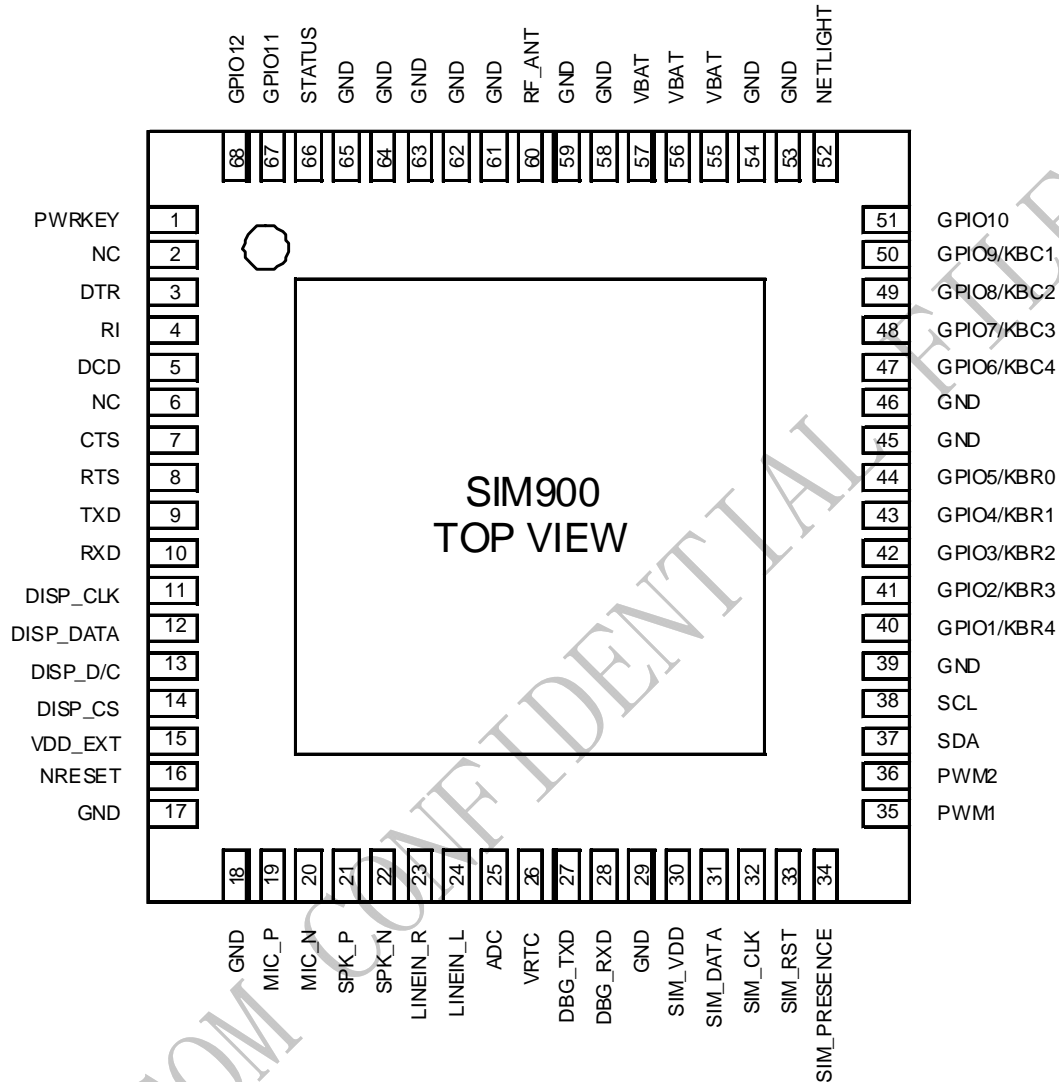 GPIO12
GPIO11
STATUS
GND
GND
GND
GND
GND
RF_ANT
GND
GND
VBAT
VBAT
VBAT
GND
GND
NETLIGHT
68
67
66
65
64
63
62
61
60
59
58
57
56
55
54
53
52
PWRKEY 1
NC 2
DTR 3
RI 4
DCD 5
NC 6
CTS 7
RTS 8
TXD 9
RXD 10
DISP_CLK 11
DISP_DATA 12
DISP_D/C 13
DISP_CS 14
VDD_EXT 15
NRESET 16
GND 17
SIM900
TOP VIEW
51 GPIO10
50 GPIO9/KBC1
49 GPIO8/KBC2
48 GPIO7/KBC3
47 GPIO6/KBC4
46 GND
45 GND
44 GPIO5/KBR0
43 GPIO4/KBR1
42 GPIO3/KBR2
41 GPIO2/KBR3
40 GPIO1/KBR4
39 GND
38 SCL
37 SDA
36 PWM2
35 PWM1
18
19
20
21
22
23
24
25
26
27
28
29
30
31
32
33
34
GND
MIC_P
MIC_N
SPK_P
SPK_N
LINEIN_R
LINEIN_L
ADC
VRTC
DBG_TXD
DBG_RXD
GND
SIM_VDD
SIM_DATA
SIM_CLK
SIM_RST
SIM_PRESENCE
COM CONFIDENTIAL FILE